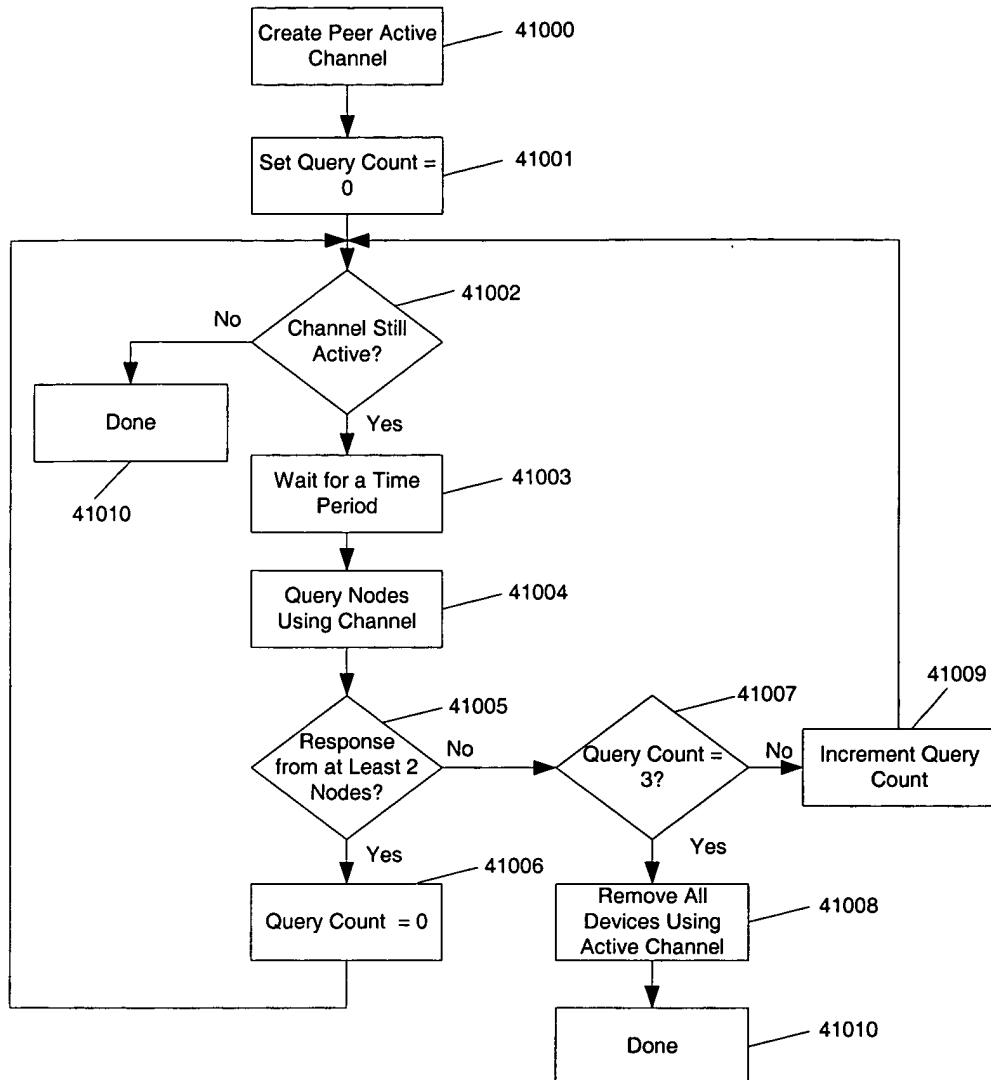 Create Peer Active
Channel
41000
Set Query Count =
0
41001
41002
Channel Still
Active?
No
Done
41010
Yes
Wait for a Time
Period
41003
Query Nodes
Using Channel
41004
41005
Response
from at Least 2
Nodes?
No
41007
Query Count =
3?
No
41009
Increment Query
Count
Yes
41006
Query Count = 0
Yes
Remove All
Devices Using
Active Channel
41008
Done
41010